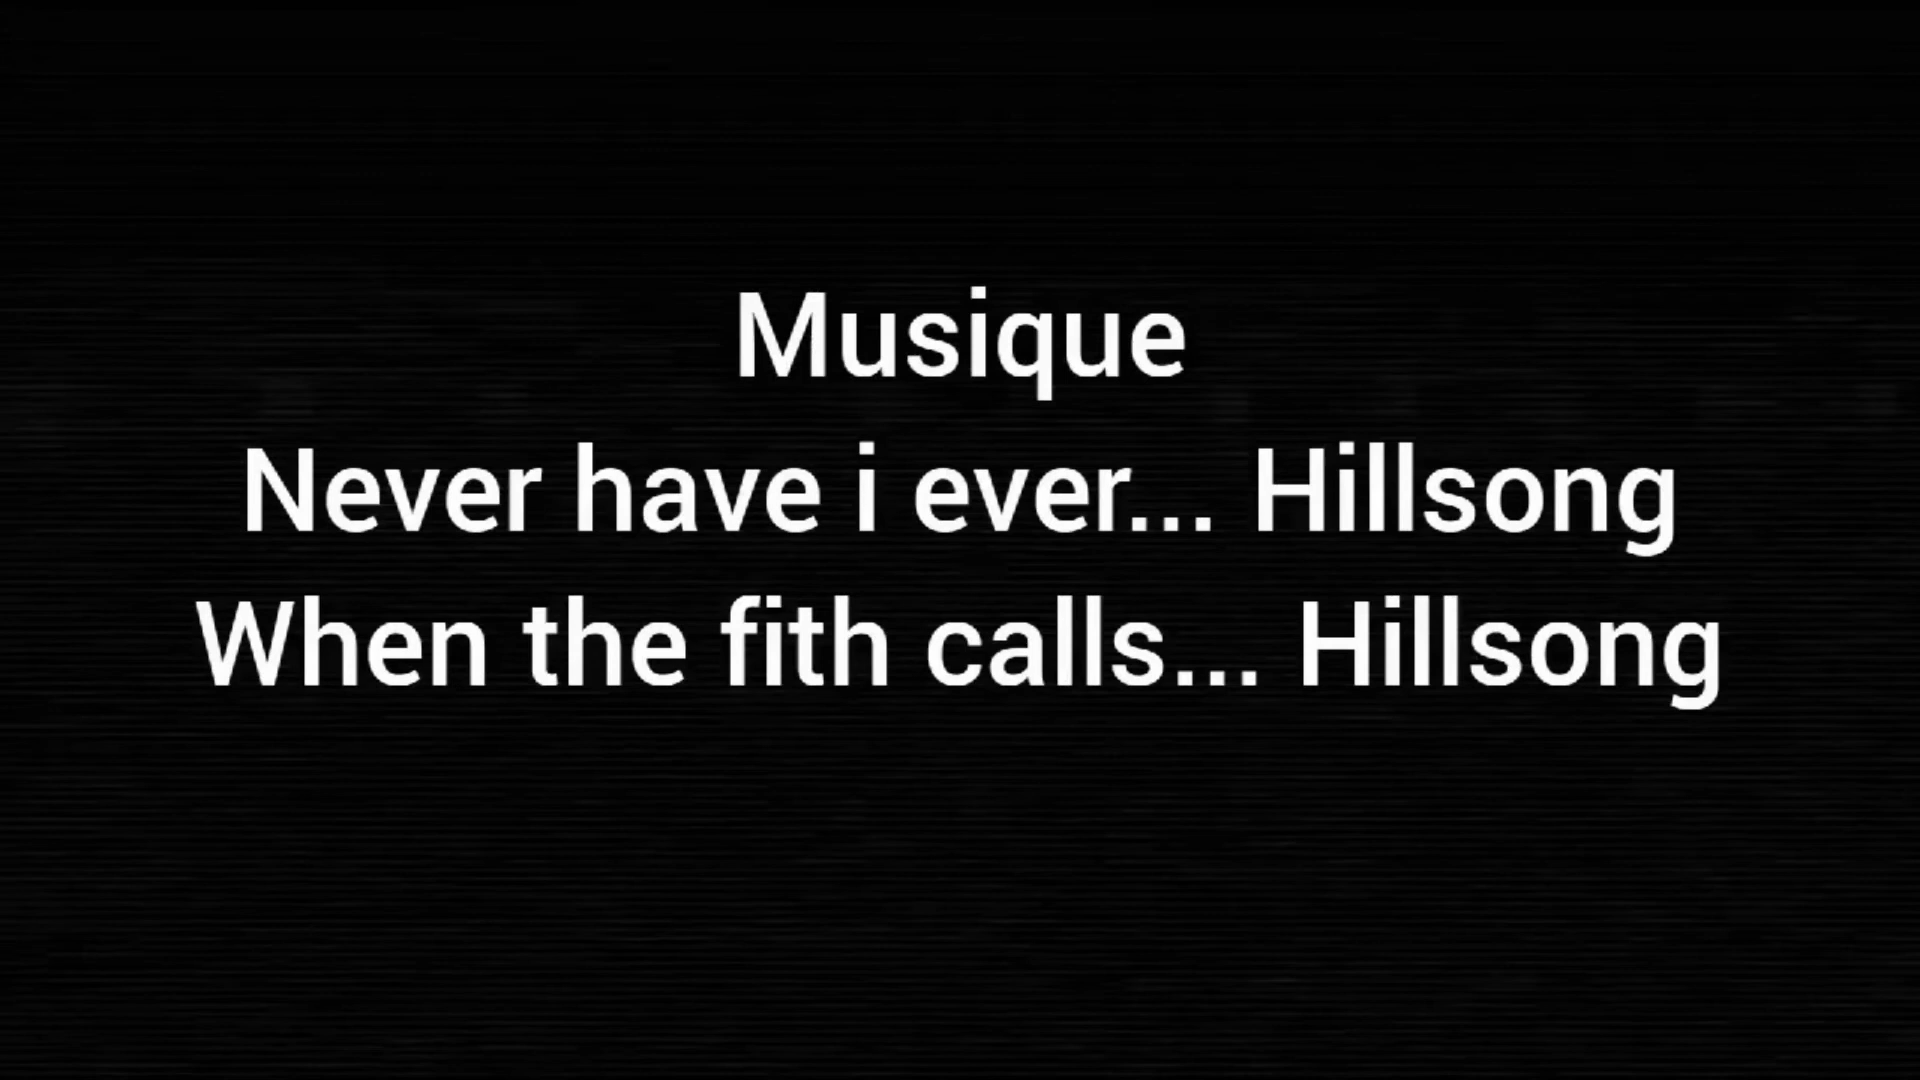 Musique
Never have i ever... Hillsong
When the fith calls... Hillsong